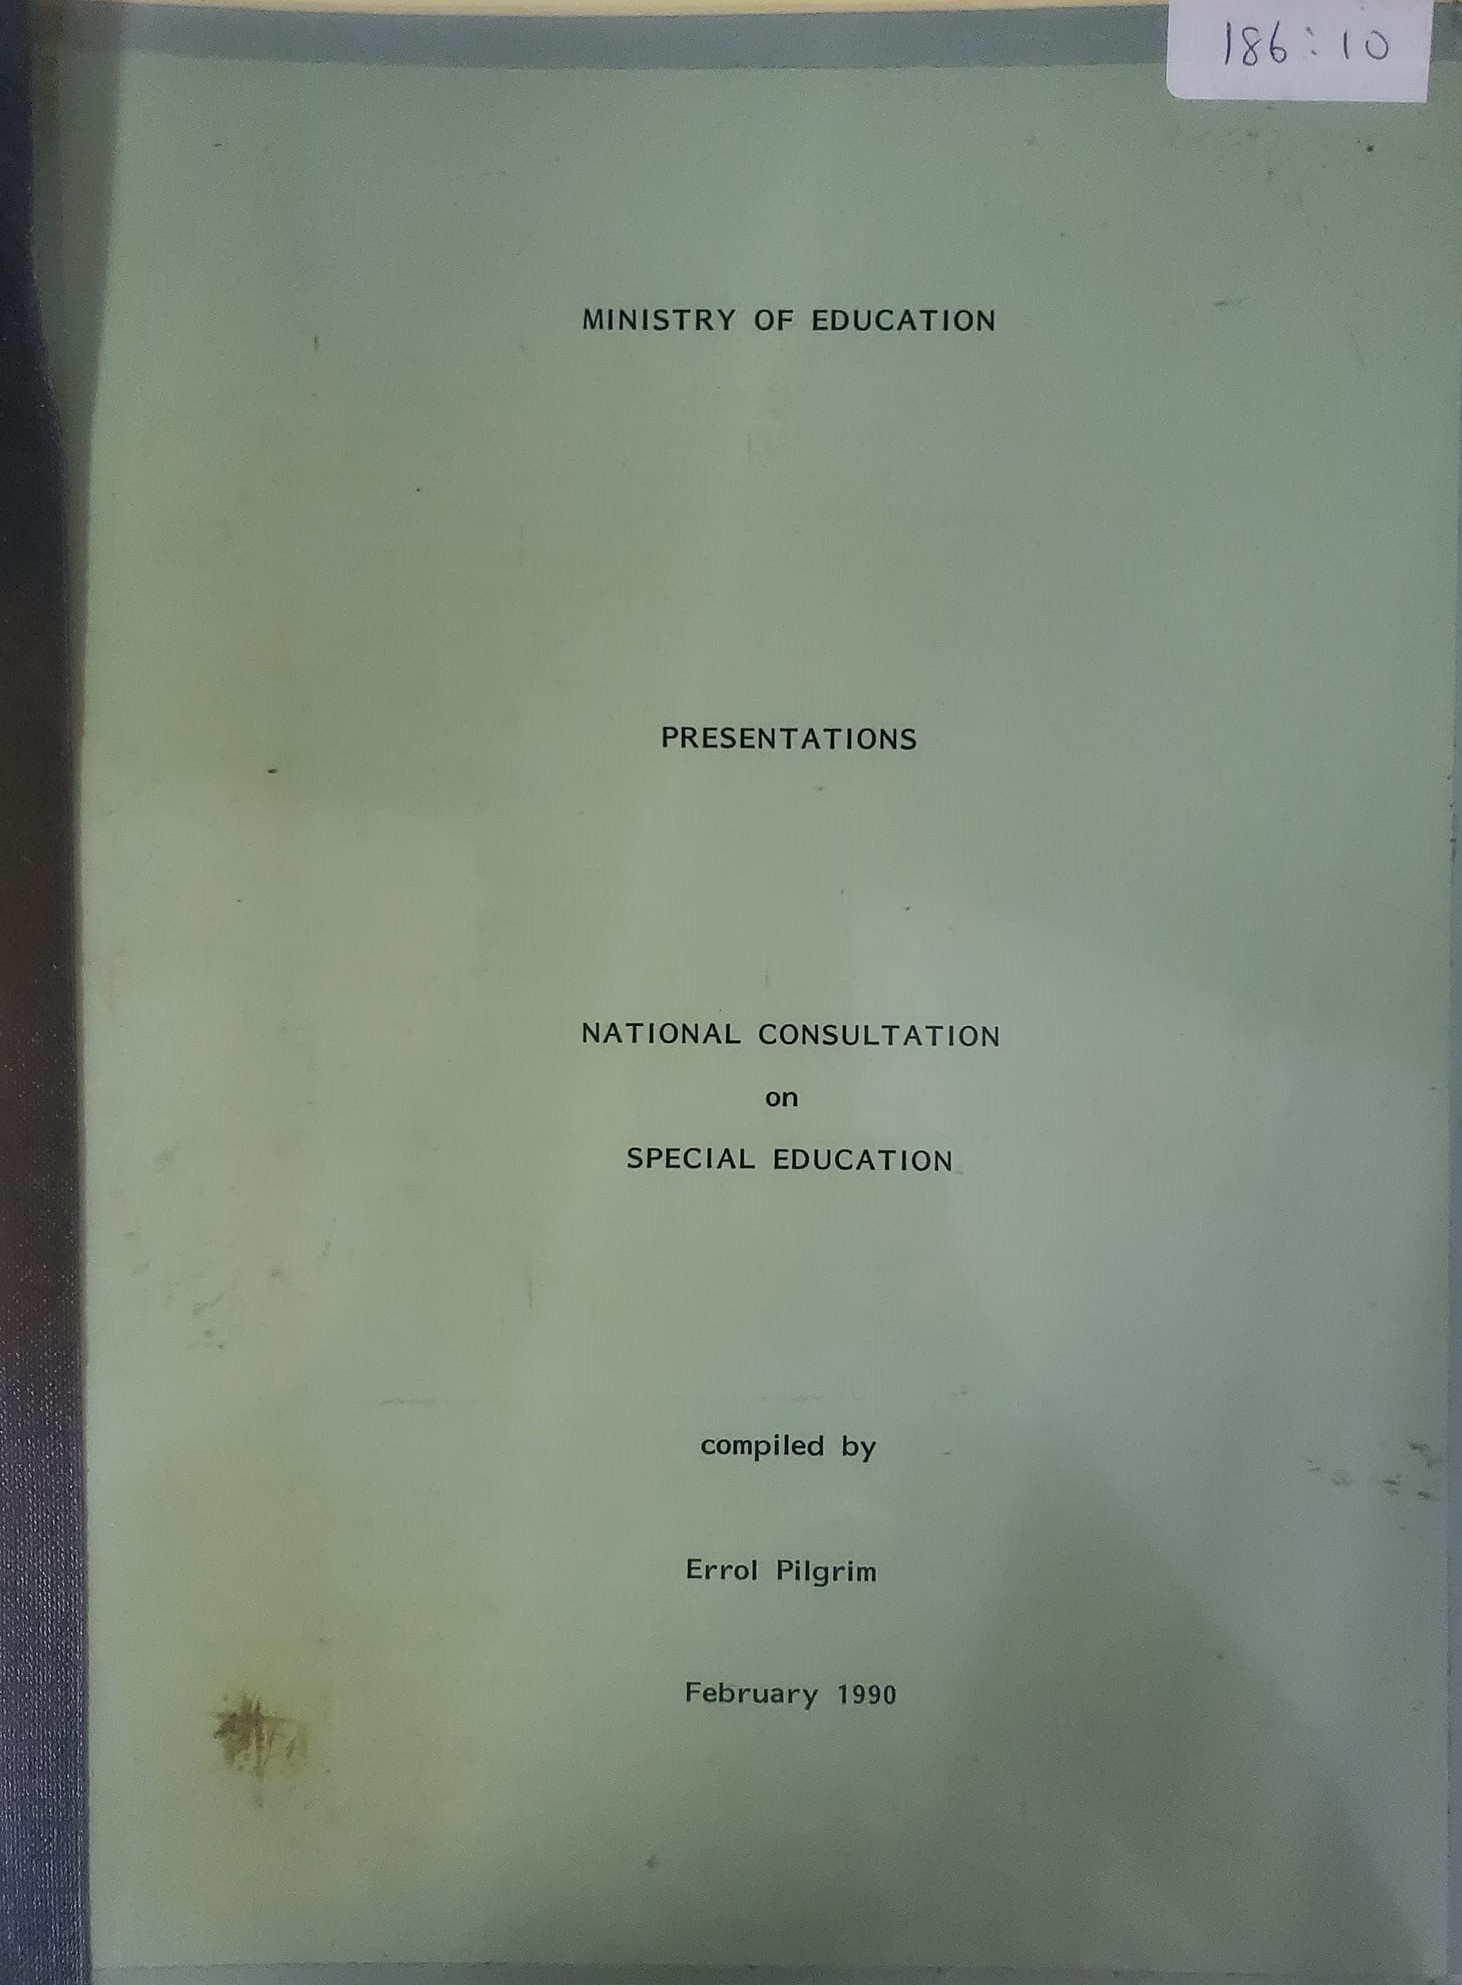 186:10
MINISTRY OF EDUCATION
PRESENTATIONS
NATIONAL CONSULTATION
on
SPECIAL EDUCATION
compiled by
Errol Pilgrim
February 1990